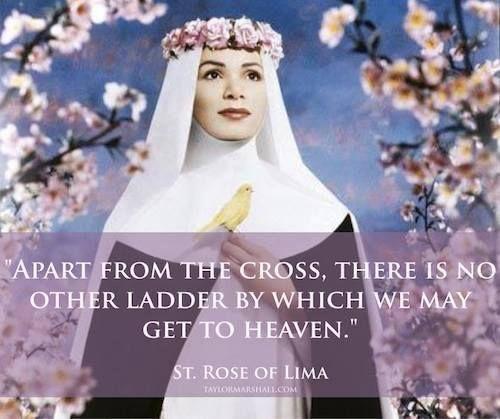 "APART FROM THE CROSS, THERE IS NO
OTHER LADDER BY WHICH WE MAY
GET TO HEAVEN."
ST. ROSE OF LIMA
TAYLORMARSHALL.COM